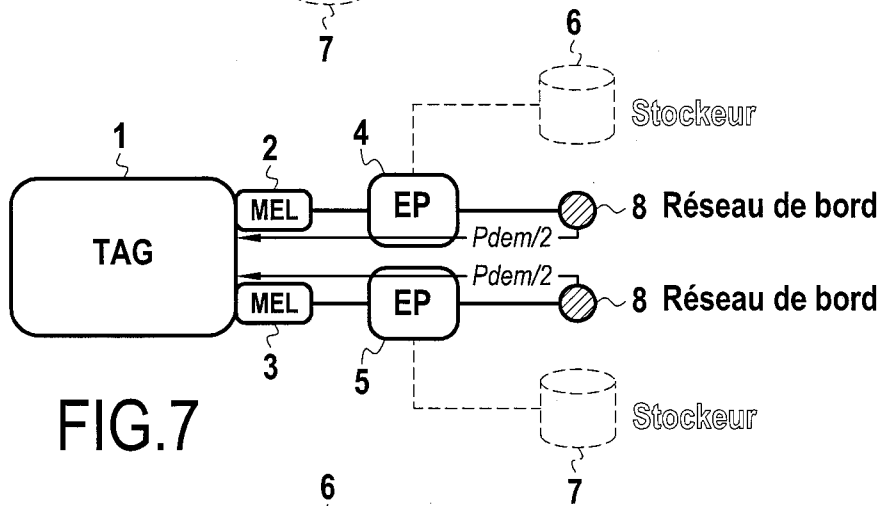 7
6
Stockeur
1
2
4
MEL
EP
8 Réseau de bord
Pdem/2
TAG
Pdem/2
MEL
EP
8 Réseau de bord
3
5
Stockeur
FIG.7
7
6